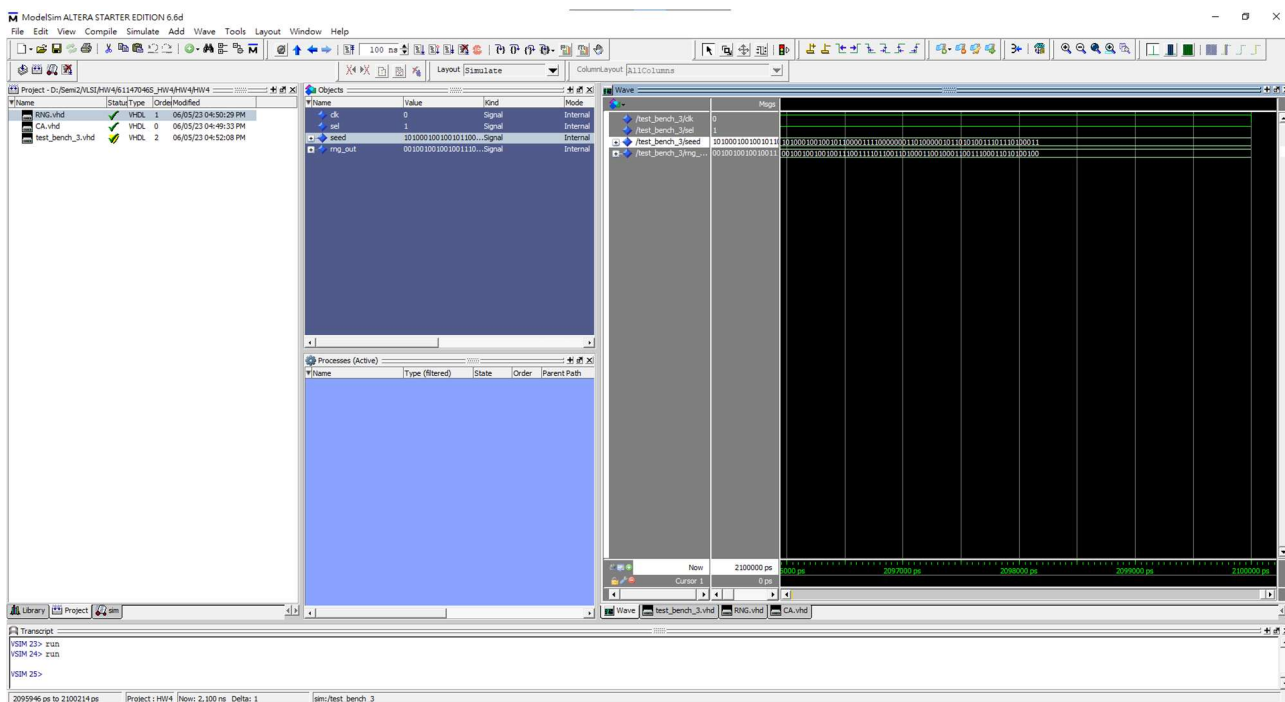 ModelSim ALTERA STARTER EDITION 6.6d
File Edit View Compile Simulate Add Wave Tools Layout Window Help
100 ns
Layout Simulate
ColumnLayout AllColumns
Project - D:/Semi2/VLSI/HW4/61147046S_HW4/HW4/HW4
Name Status Type Order Modified
RNG.vhd VHDL 1 06/05/23 04:50:29 PM
CA.vhd VHDL 0 06/05/23 04:49:33 PM
test_bench_3.vhd VHDL 2 06/05/23 04:52:08 PM
Objects
Name Value Kind Mode
clk 0 Signal Internal
sel 1 Signal Internal
seed 101000100100101100... Signal Internal
rng_out 001001001001001110... Signal Internal
Processes (Active)
Name Type (filtered) State Order Parent Path
Wave
Msgs
/test_bench_3/clk 0
/test_bench_3/sel 1
/test_bench_3/seed
/test_bench_3/rng_...
Now 2100000 ps
Cursor 1 0 ps
2097000 ps 2098000 ps 2099000 ps 2100000 ps
Library Project sim
Wave test_bench_3.vhd RNG.vhd CA.vhd
Transcript
VSIM 23> run
VSIM 24> run
VSIM 25>
2095946 ps to 2100214 ps Project : HW4 Now: 2,100 ns Delta: 1 sim:/test_bench_3